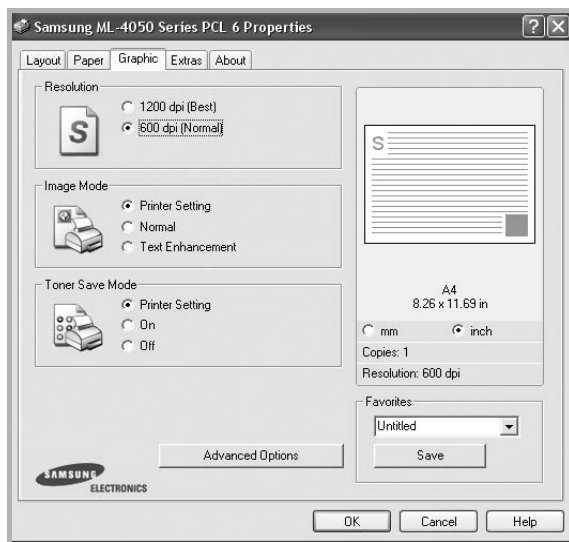 Samsung ML-4050 Series PCL 6 Properties
Layout Paper Graphic Extras About
Resolution
1200 dpi (Best)
600 dpi (Normal)
S
Image Mode
Printer Setting
Normal
Text Enhancement
Toner Save Mode
Printer Setting
On
Off
S
A4
8.26 x 11.69 in
mm inch
Copies: 1
Resolution: 600 dpi
Favorites
Untitled
Save
Advanced Options
SAMSUNG
ELECTRONICS
OK Cancel Help